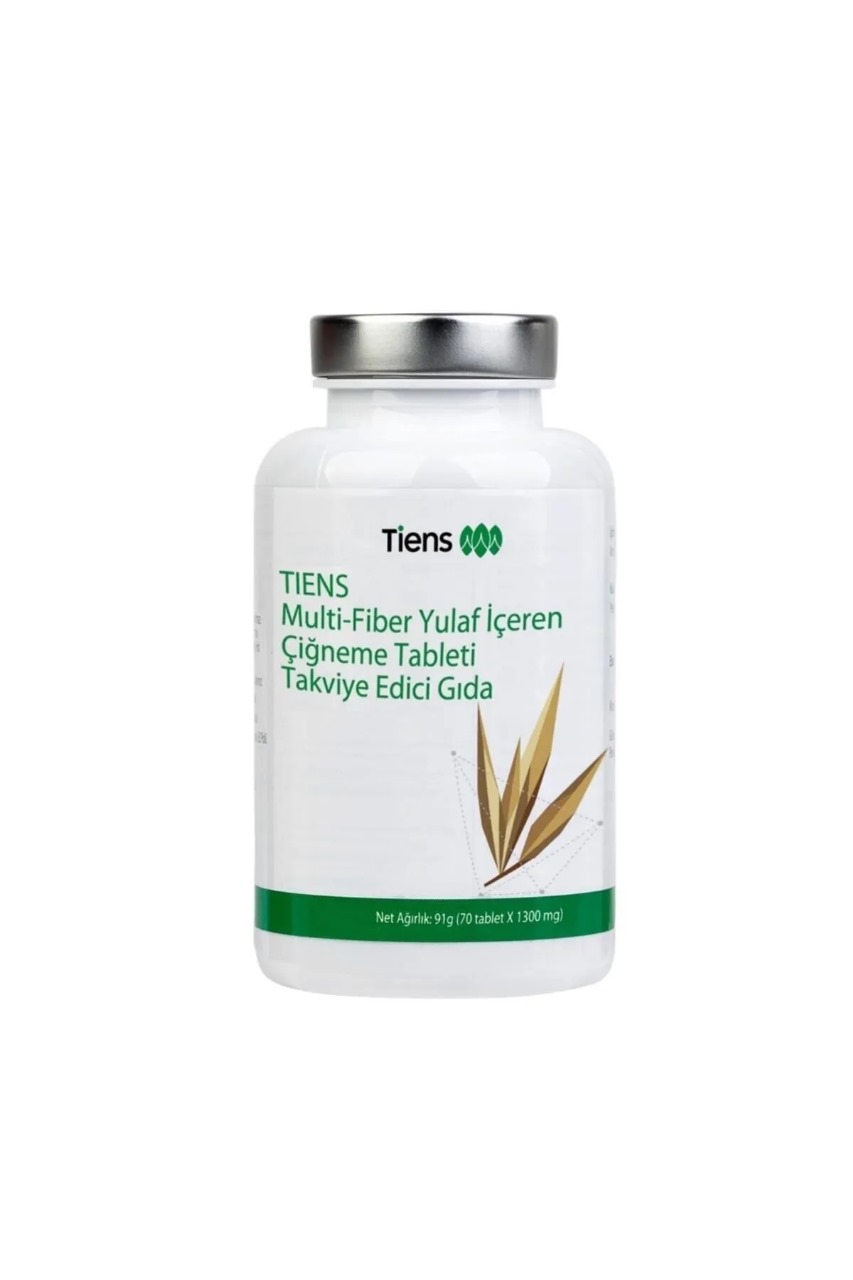 Tiens
TIENS
Multi-Fiber Yulaf İçeren
Çiğneme Tableti
Takviye Edici Gıda
Net Ağırlık: 91g (70 tablet X 1300 mg)